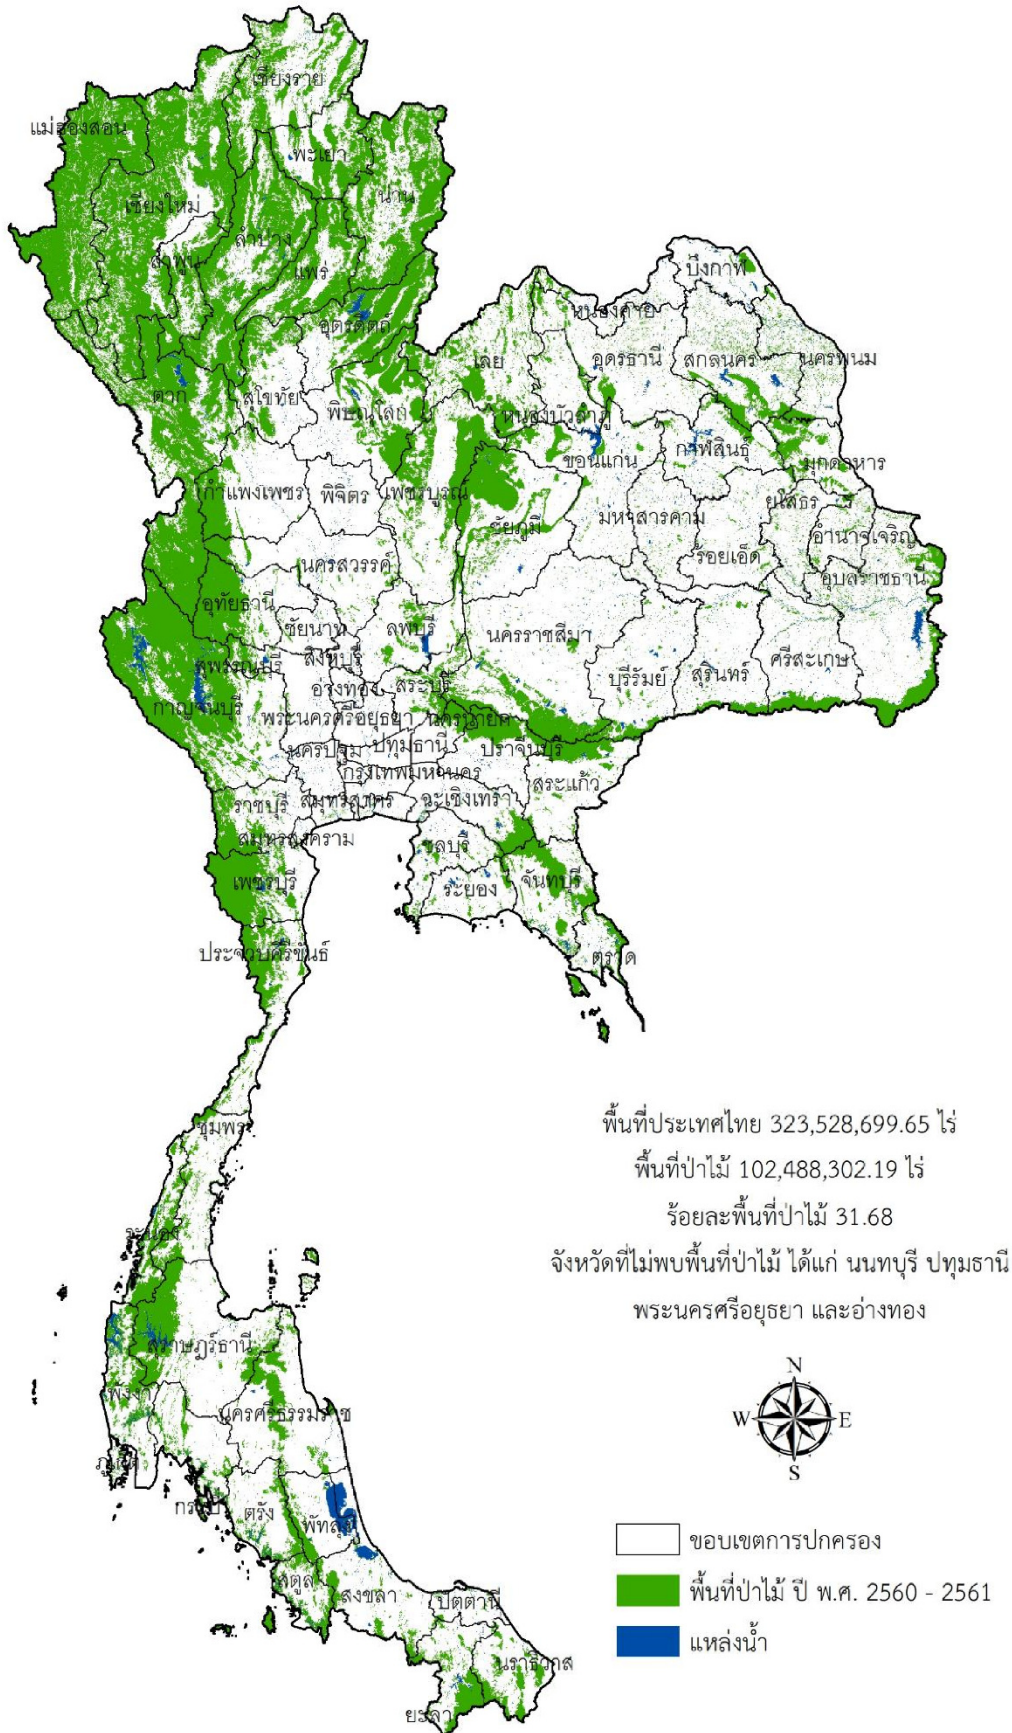 เชียงราย
แม่ฮ่องสอน
พะเยา
น่าน
เชียงใหม่
ลำปาง
ลำพูน
แพร่
บึงกาฬ
หนองคาย
อุตรดิตถ์
เลย
อุดรธานี
สกลนคร
นครพนม
ตาก
สุโขทัย
พิษณุโลก
หนองบัวลำภู
ขอนแก่น
กาฬสินธุ์
มุกดาหาร
กำแพงเพชร
พิจิตร
เพชรบูรณ์
ชัยภูมิ
มหาสารคาม
ยโสธร
อำนาจเจริญ
ร้อยเอ็ด
นครสวรรค์
อุบลราชธานี
อุทัยธานี
ชัยนาท
ลพบุรี
นครราชสีมา
สิงห์บุรี
สุพรรณบุรี
บุรีรัมย์
สุรินทร์
ศรีสะเกษ
อ่างทอง
สระบุรี
กาญจนบุรี
พระนครศรีอยุธยา
นครนายก
นครปฐม
ปทุมธานี
ปราจีนบุรี
กรุงเทพมหานคร
สระแก้ว
ราชบุรี
สมุทรสาคร
ฉะเชิงเทรา
สมุทรสงคราม
ชลบุรี
เพชรบุรี
ระยอง
จันทบุรี
ประจวบคีรีขันธ์
ตราด
ชุมพร
ระนอง
สุราษฎร์ธานี
พังงา
นครศรีธรรมราช
ภูเก็ต
กระบี่
ตรัง
พัทลุง
สตูล
สงขลา
ปัตตานี
นราธิวาส
ยะลา
พื้นที่ประเทศไทย 323,528,699.65 ไร่
พื้นที่ป่าไม้ 102,488,302.19 ไร่
ร้อยละพื้นที่ป่าไม้ 31.68
จังหวัดที่ไม่พบพื้นที่ป่าไม้ ได้แก่ นนทบุรี ปทุมธานี
พระนครศรีอยุธยา และอ่างทอง
N
W E
S
ขอบเขตการปกครอง
พื้นที่ป่าไม้ ปี พ.ศ. 2560 - 2561
แหล่งน้ำ